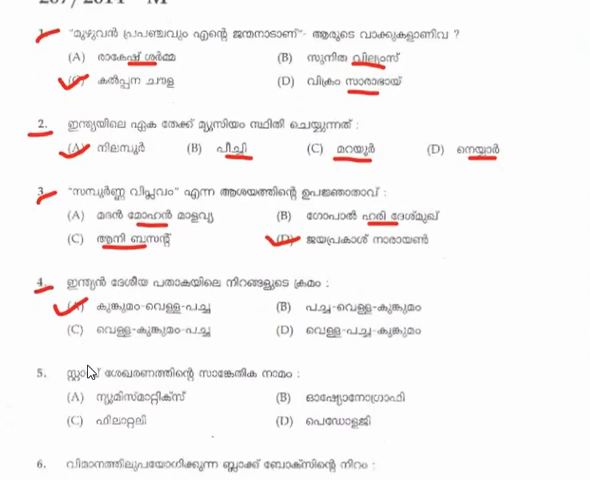 207/2014 - M
1. "മുഴുവൻ പ്രപഞ്ചവും എന്റെ ജന്മനാടാണ്"- ആരുടെ വാക്കുകളാണിവ ?
(A) രാകേഷ് ശർമ്മ (B) സുനിത വില്യംസ്
(C) കൽപ്പന ചൗള (D) വിക്രം സാരാഭായ്
2. ഇന്ത്യയിലെ ഏക തേക്ക് മ്യൂസിയം സ്ഥിതി ചെയ്യുന്നത് :
(A) നിലമ്പൂർ (B) പീച്ചി (C) മറയൂർ (D) നെയ്യാർ
3. "സമ്പൂർണ്ണ വിപ്ലവം" എന്ന ആശയത്തിന്റെ ഉപജ്ഞാതാവ് :
(A) മദൻ മോഹൻ മാളവ്യ (B) ഗോപാൽ ഹരി ദേശ്മുഖ്
(C) ആനി ബസന്റ് (D) ജയപ്രകാശ് നാരായൺ
4. ഇന്ത്യൻ ദേശീയ പതാകയിലെ നിറങ്ങളുടെ ക്രമം :
(A) കുങ്കുമം-വെള്ള-പച്ച (B) പച്ച-വെള്ള-കുങ്കുമം
(C) വെള്ള-കുങ്കുമം-പച്ച (D) വെള്ള-പച്ച-കുങ്കുമം
5. ശേഖരണത്തിന്റെ സാങ്കേതിക നാമം :
(A) ന്യുമിസ്മാറ്റിക്സ് (B) ഓഷ്യോനോഗ്രാഫി
(C) ഫിലാറ്റലി (D) പെഡോളജി
6. വിമാനത്തിലുപയോഗിക്കുന്ന ബ്ലാക്ക് ബോക്സിന്റെ നിറം :